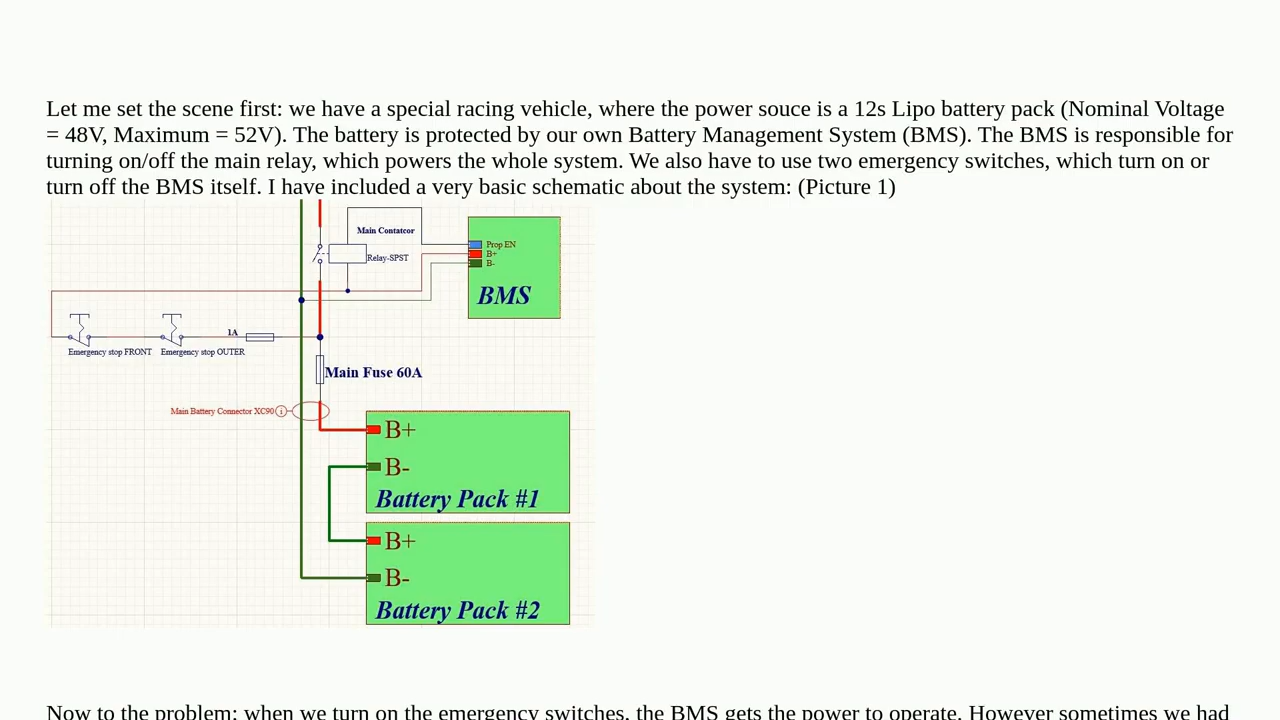 Let me set the scene first: we have a special racing vehicle, where the power souce is a 12s Lipo battery pack (Nominal Voltage
= 48V, Maximum = 52V). The battery is protected by our own Battery Management System (BMS). The BMS is responsible for
turning on/off the main relay, which powers the whole system. We also have to use two emergency switches, which turn on or
turn off the BMS itself. I have included a very basic schematic about the system: (Picture 1)
Main Contatcor
Relay-SPST
Prop EN
B+
B-
BMS
1A
Emergency stop FRONT
Emergency stop OUTER
Main Fuse 60A
Main Battery Connector XC90
i
B+
B-
Battery Pack #1
B+
B-
Battery Pack #2
Now to the problem: when we turn on the emergency switches, the BMS gets the power to operate. However sometimes we had